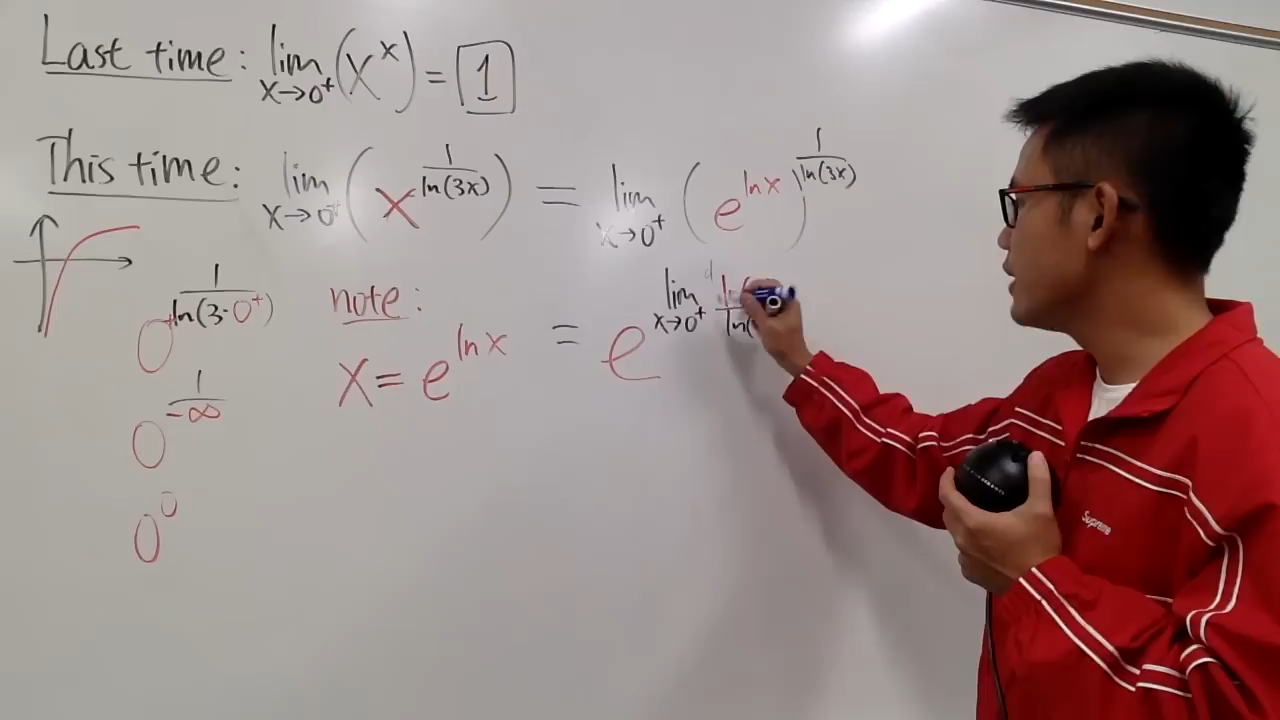 Last time: lim x→0⁺ (x^x) = 1
This time: lim x→0⁺ (x^(1/ln(3x))) = lim x→0⁺ (e^(ln x))^(1/ln(3x))
0^(1/ln(3·0⁺))
note:
x = e^(ln x)
= e^(lim x→0⁺ ln
0^(1/-∞)
0^0
Supreme